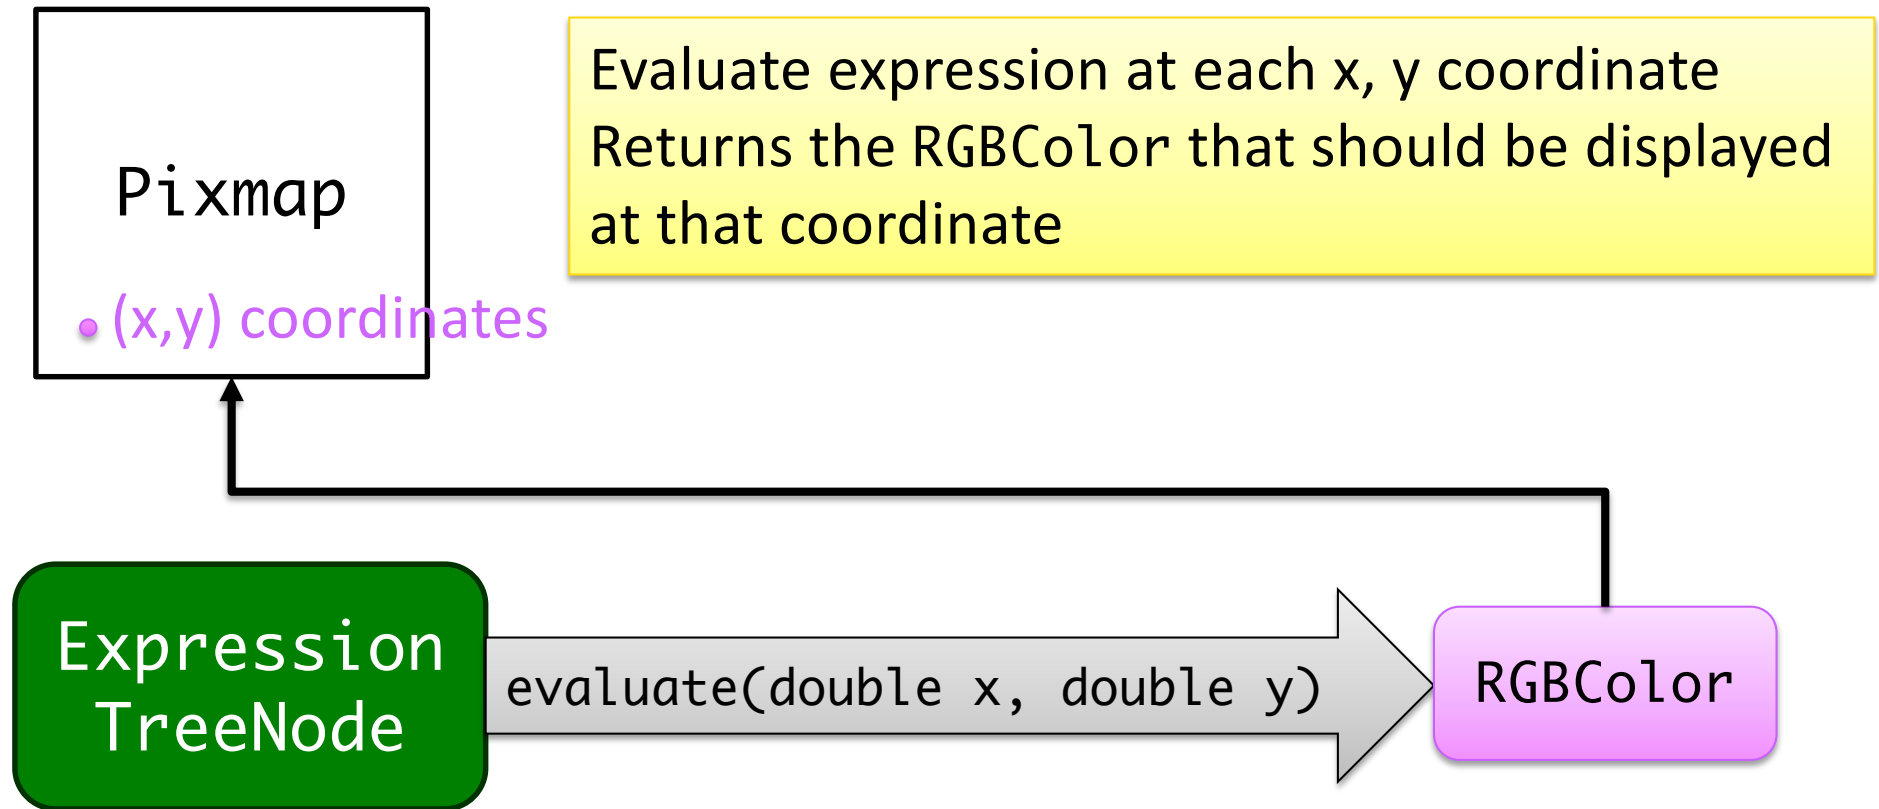 Pixmap
(x,y) coordinates
Evaluate expression at each x, y coordinate
Returns the RGBColor that should be displayed
at that coordinate
Expression
TreeNode
evaluate(double x, double y)
RGBColor